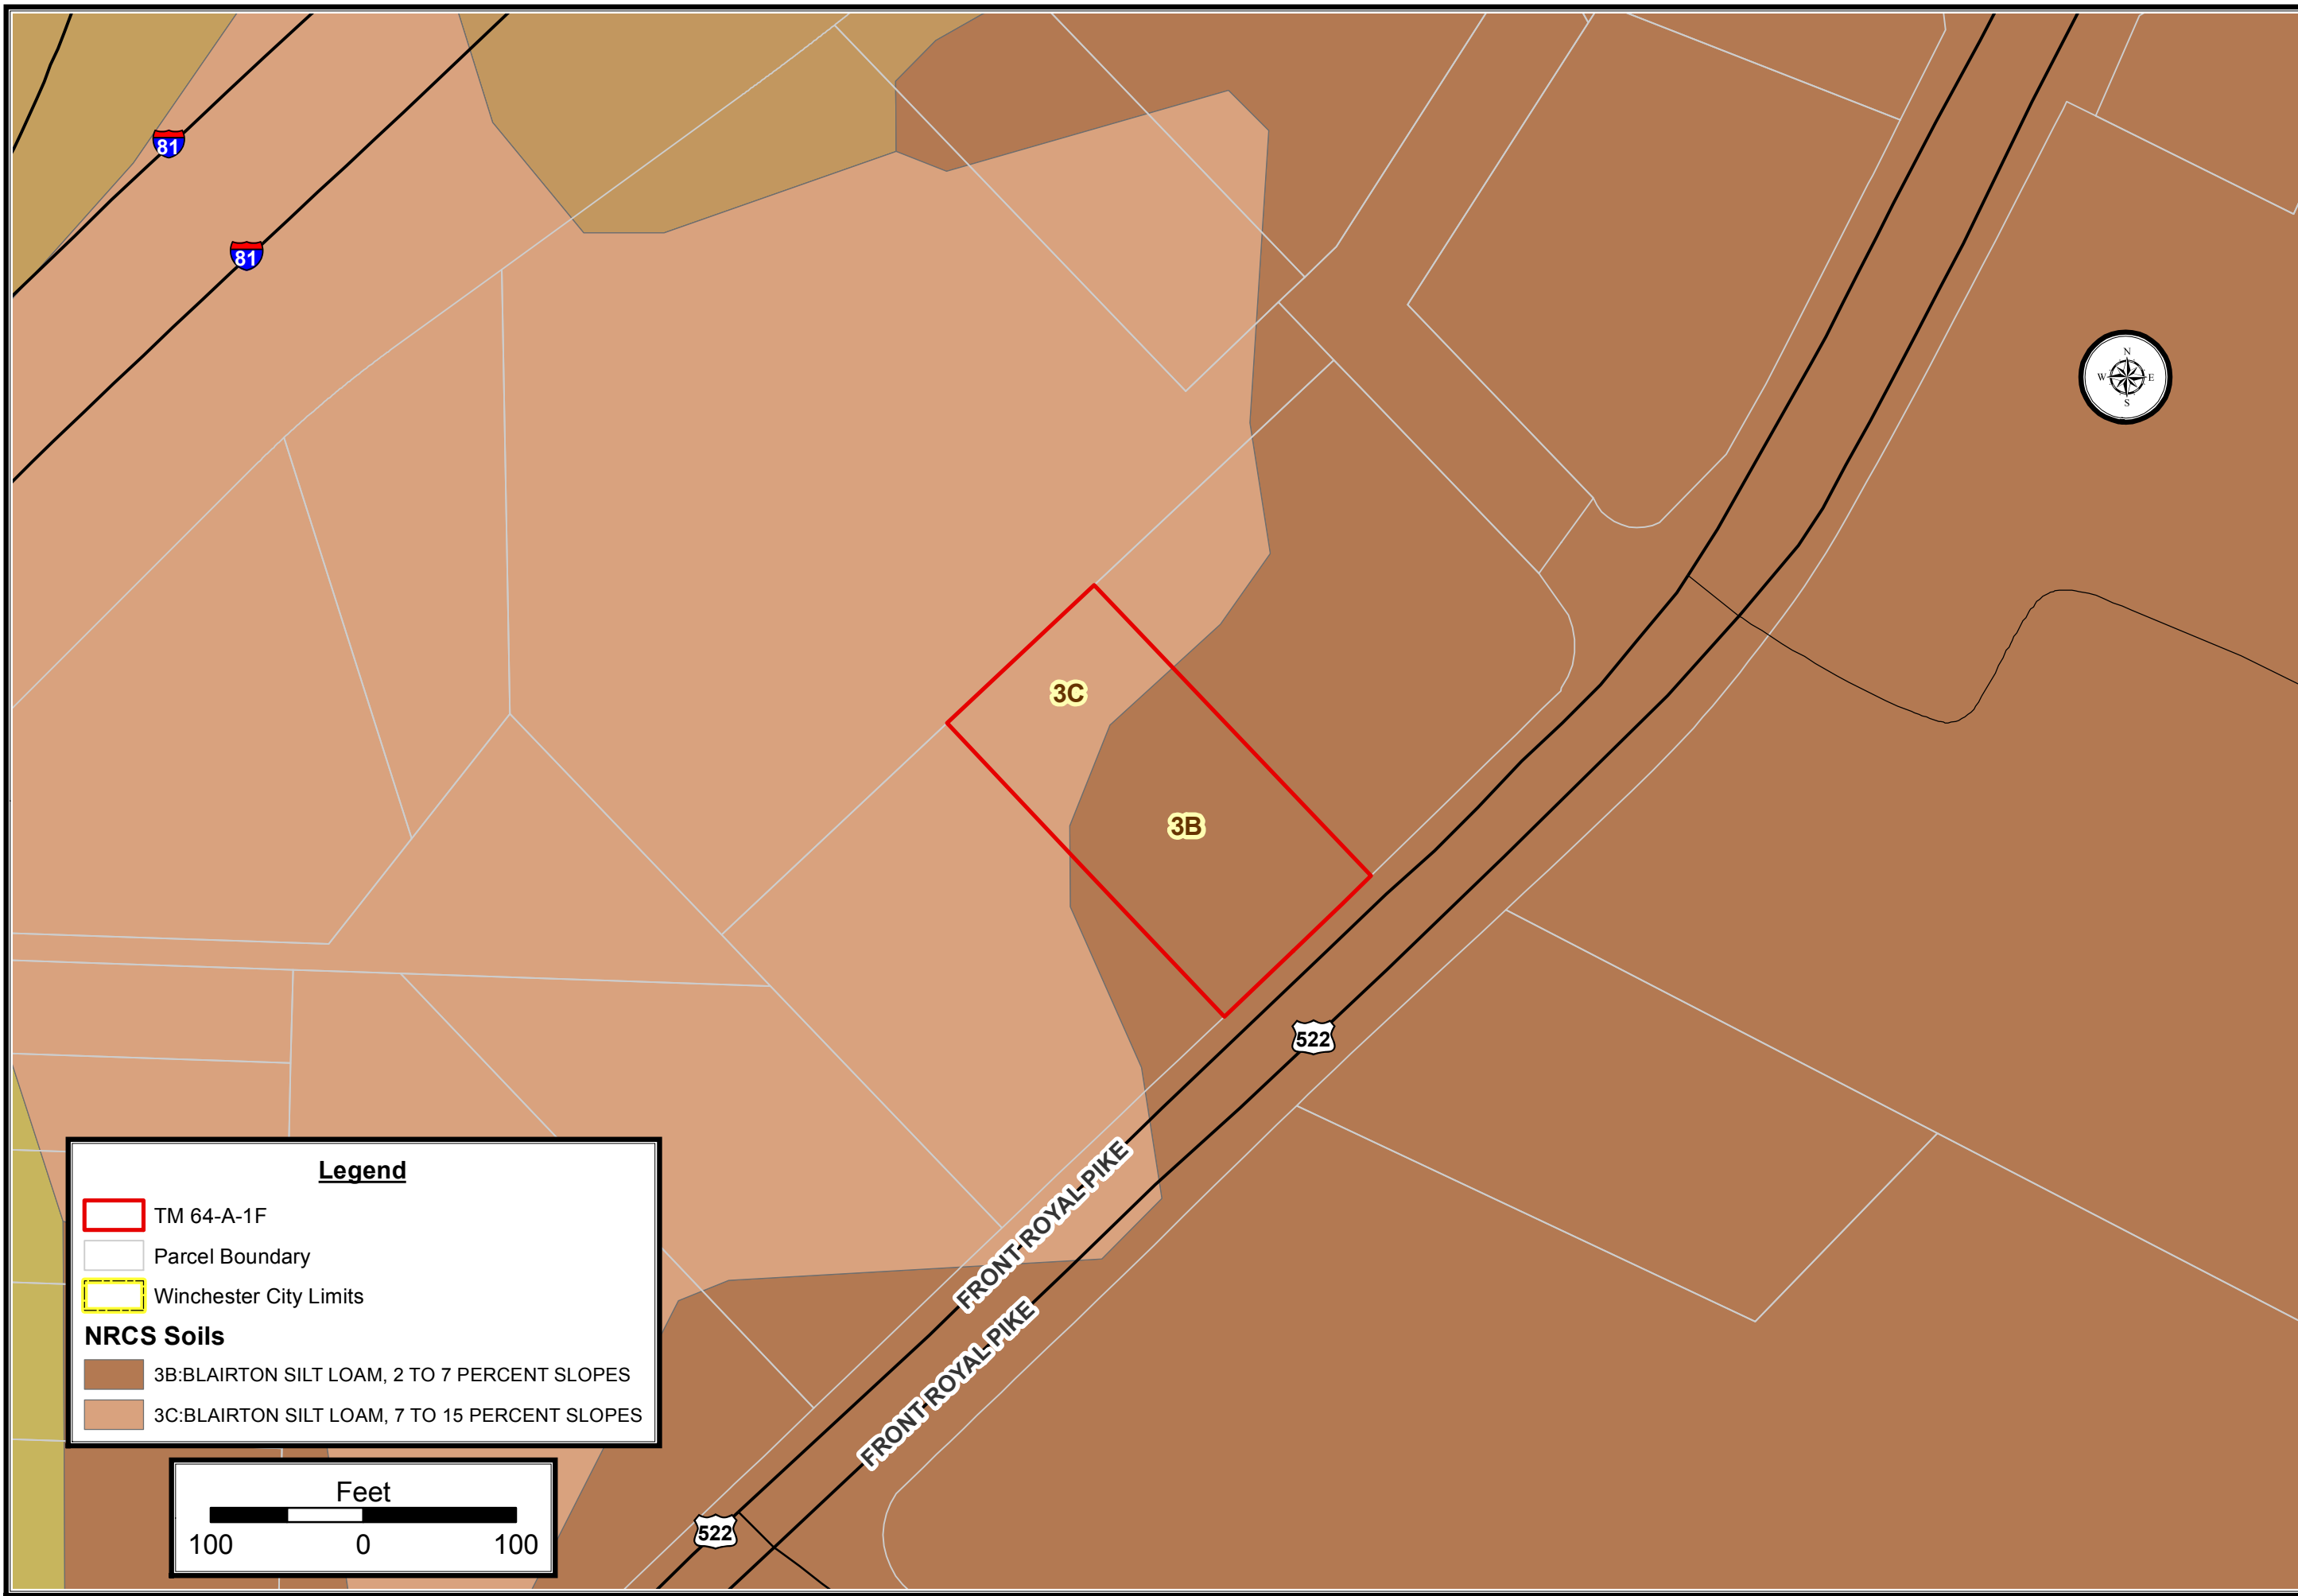 81
81
N
W E
S
3C
3B
522
FRONT ROYAL PIKE
FRONT ROYAL PIKE
522
Legend
TM 64-A-1F
Parcel Boundary
Winchester City Limits
NRCS Soils
3B:BLAIRTON SILT LOAM, 2 TO 7 PERCENT SLOPES
3C:BLAIRTON SILT LOAM, 7 TO 15 PERCENT SLOPES
Feet
100 0 100